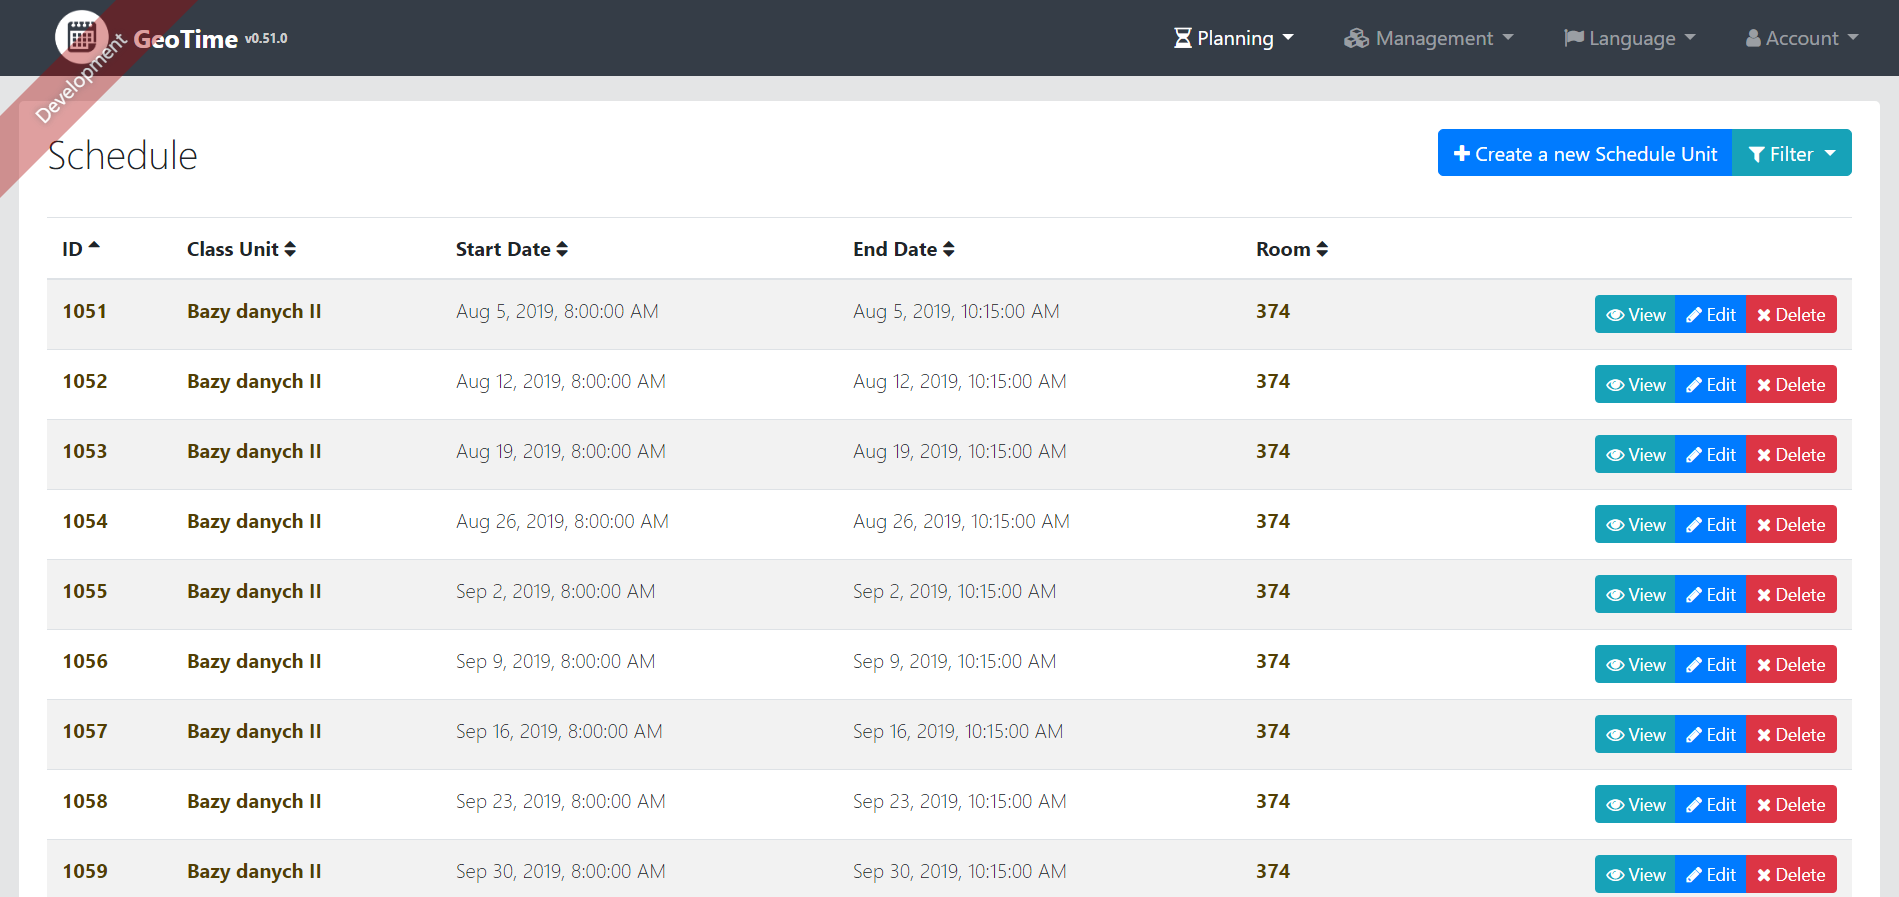 GeoTime v0.51.0 Planning Management Language Account
Development
Schedule Create a new Schedule Unit Filter
ID Class Unit Start Date End Date Room
1051 Bazy danych II Aug 5, 2019, 8:00:00 AM Aug 5, 2019, 10:15:00 AM 374 View Edit Delete
1052 Bazy danych II Aug 12, 2019, 8:00:00 AM Aug 12, 2019, 10:15:00 AM 374 View Edit Delete
1053 Bazy danych II Aug 19, 2019, 8:00:00 AM Aug 19, 2019, 10:15:00 AM 374 View Edit Delete
1054 Bazy danych II Aug 26, 2019, 8:00:00 AM Aug 26, 2019, 10:15:00 AM 374 View Edit Delete
1055 Bazy danych II Sep 2, 2019, 8:00:00 AM Sep 2, 2019, 10:15:00 AM 374 View Edit Delete
1056 Bazy danych II Sep 9, 2019, 8:00:00 AM Sep 9, 2019, 10:15:00 AM 374 View Edit Delete
1057 Bazy danych II Sep 16, 2019, 8:00:00 AM Sep 16, 2019, 10:15:00 AM 374 View Edit Delete
1058 Bazy danych II Sep 23, 2019, 8:00:00 AM Sep 23, 2019, 10:15:00 AM 374 View Edit Delete
1059 Bazy danych II Sep 30, 2019, 8:00:00 AM Sep 30, 2019, 10:15:00 AM 374 View Edit Delete